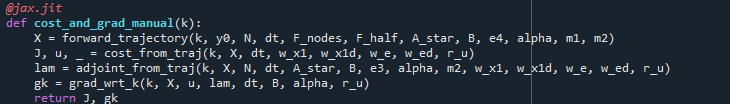 @jax.jit
def cost_and_grad_manual(k):
    X = forward_trajectory(k, y0, N, dt, F_nodes, F_half, A_star, B, e4, alpha, m1, m2)
    J, u, _ = cost_from_traj(k, X, dt, w_x1, w_x1d, w_e, w_ed, r_u)
    lam = adjoint_from_traj(k, X, N, dt, A_star, B, e3, alpha, m2, w_x1, w_x1d, w_e, w_ed, r_u)
    gk = grad_wrt_k(k, X, u, lam, dt, B, alpha, r_u)
    return J, gk